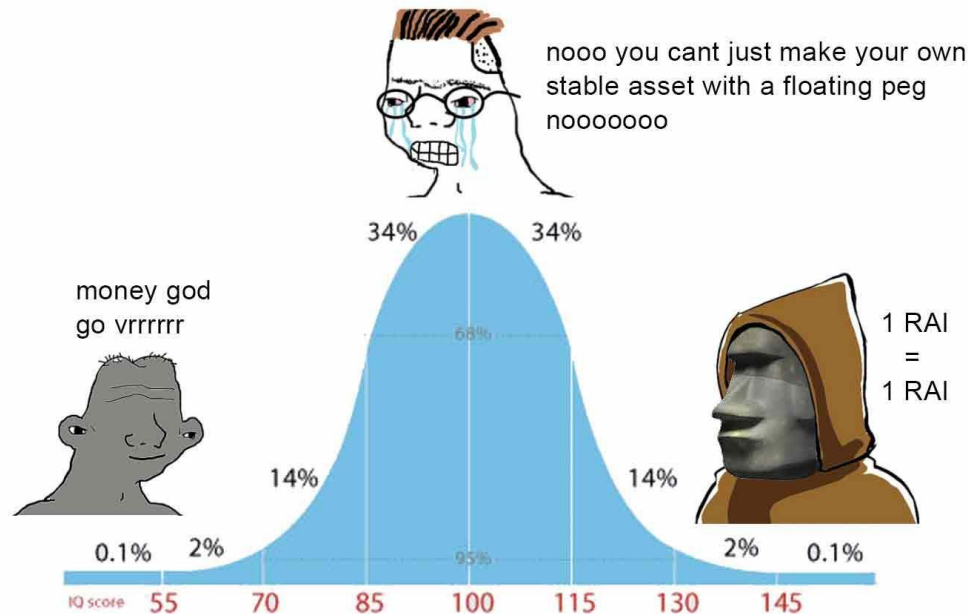 nooo you cant just make your own
stable asset with a floating peg
nooooooo
34%
34%
money god
go vrrrrrr
68%
1 RAI
=
1 RAI
14%
14%
0.1%
2%
95%
2%
0.1%
IQ score
55
70
85
100
115
130
145